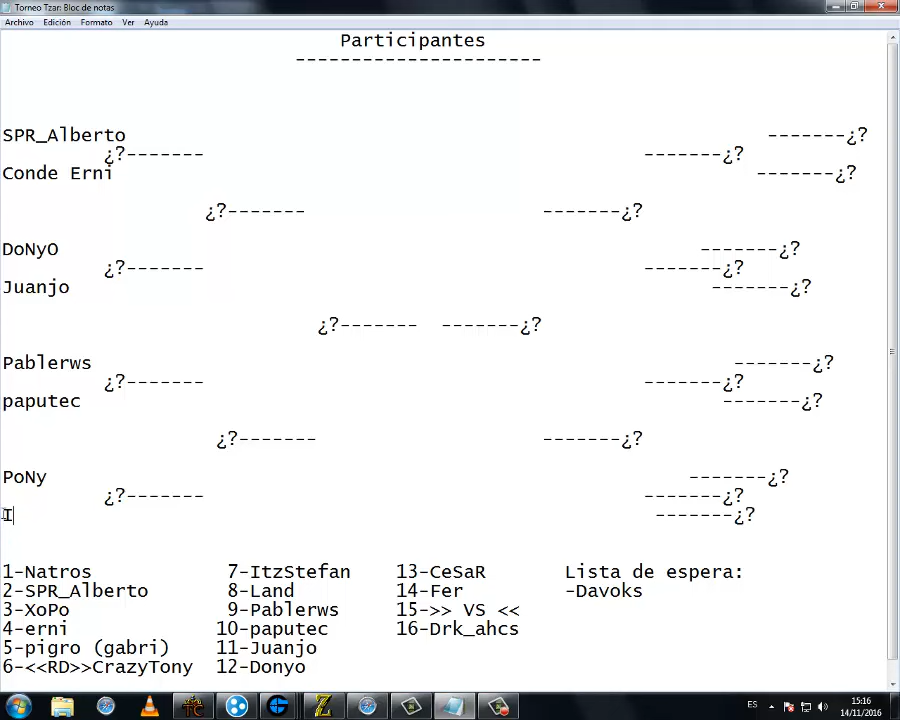 Torneo Tzar: Bloc de notas
Archivo Edición Formato Ver Ayuda
Participantes
----------------------
SPR_Alberto -------¿?
¿?------- -------¿?
Conde Erni -------¿?
¿?------- -------¿?
DoNyO -------¿?
¿?------- -------¿?
Juanjo -------¿?
¿?------- -------¿?
Pablerws -------¿?
¿?------- -------¿?
paputec -------¿?
¿?------- -------¿?
PoNy -------¿?
¿?------- -------¿?
-------¿?
1-Natros 7-ItzStefan 13-CeSaR Lista de espera:
2-SPR_Alberto 8-Land 14-Fer -Davoks
3-XoPo 9-Pablerws 15->> VS <<
4-erni 10-paputec 16-Drk_ahcs
5-pigro (gabri) 11-Juanjo
6-<<RD>>CrazyTony 12-Donyo
ES 15:16
14/11/2016